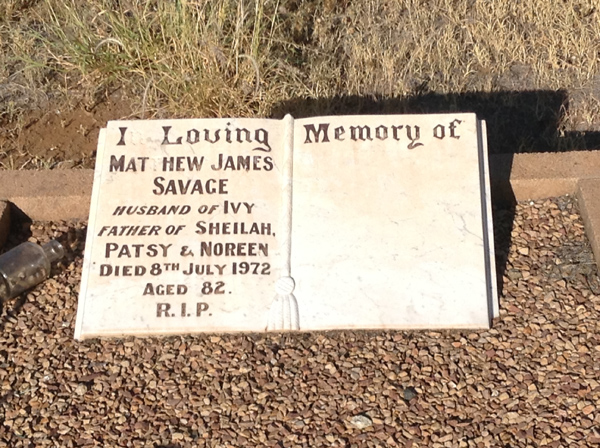 In Loving Memory of
Mat hew James
Savage
Husband of Ivy
Father of Sheilah,
Patsy & Noreen
Died 8th July 1972
Aged 82.
R.I.P.